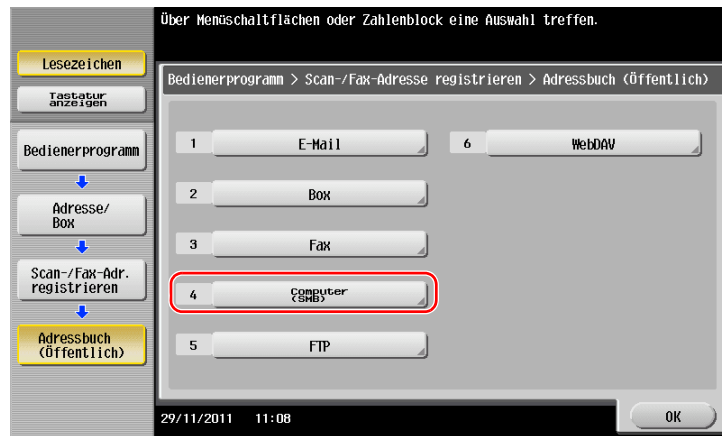 Über Menüschaltflächen oder Zahlenblock eine Auswahl treffen.
Lesezeichen
Tastatur
anzeigen
Bedienerprogramm
Adresse/
Box
Scan-/Fax-Adr.
registrieren
Adressbuch
(Öffentlich)
Bedienerprogramm > Scan-/Fax-Adresse registrieren > Adressbuch (Öffentlich)
1 E-Mail
2 Box
3 Fax
4 Computer
(SMB)
5 FTP
6 WebDAV
29/11/2011 11:08
OK